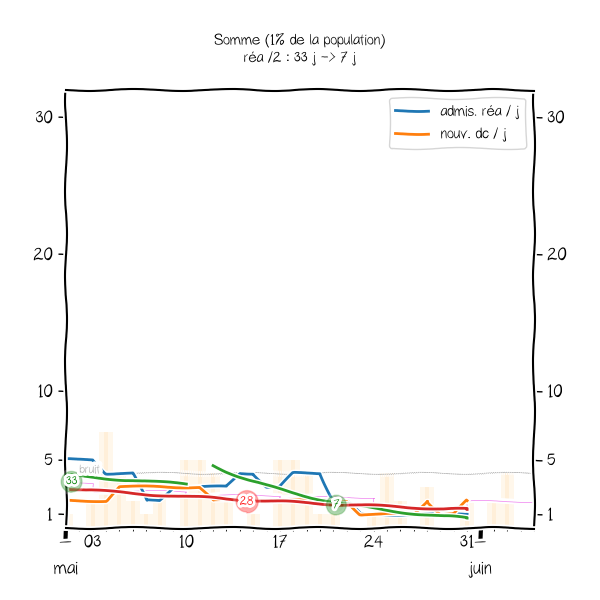 Somme (1% de la population)
réa /2 : 33 j -> 7 j
admis. réa / j
nouv. dc / j
30
30
20
20
10
10
5
5
1
1
bruit
33
28
7
03
10
17
24
31
mai
juin